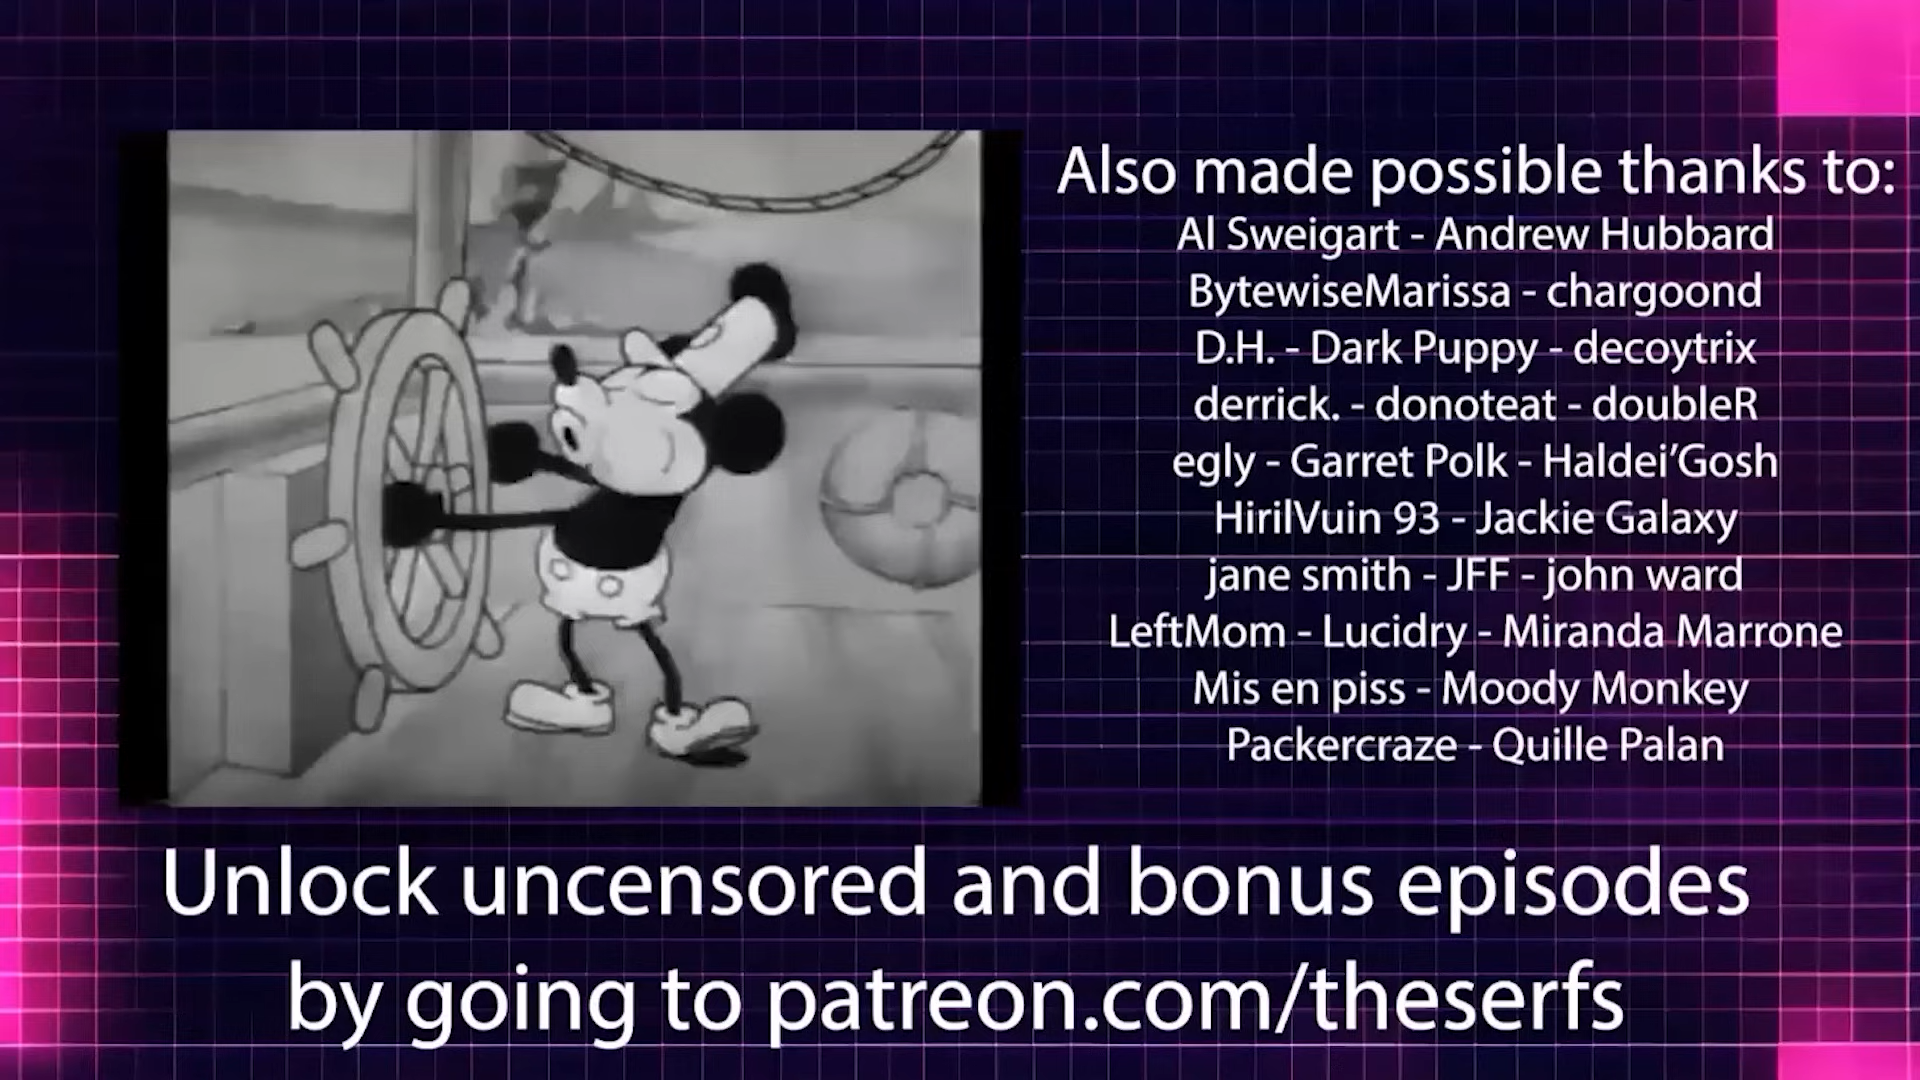 Also made possible thanks to:
Al Sweigart - Andrew Hubbard
BytewiseMarissa - chargoond
D.H. - Dark Puppy - decoytrix
derrick. - donoteat - doubleR
egly - Garret Polk - Haldei’Gosh
HirilVuin 93 - Jackie Galaxy
jane smith - JFF - john ward
LeftMom - Lucidry - Miranda Marrone
Mis en piss - Moody Monkey
Packercraze - Quille Palan
Unlock uncensored and bonus episodes
by going to patreon.com/theserfs